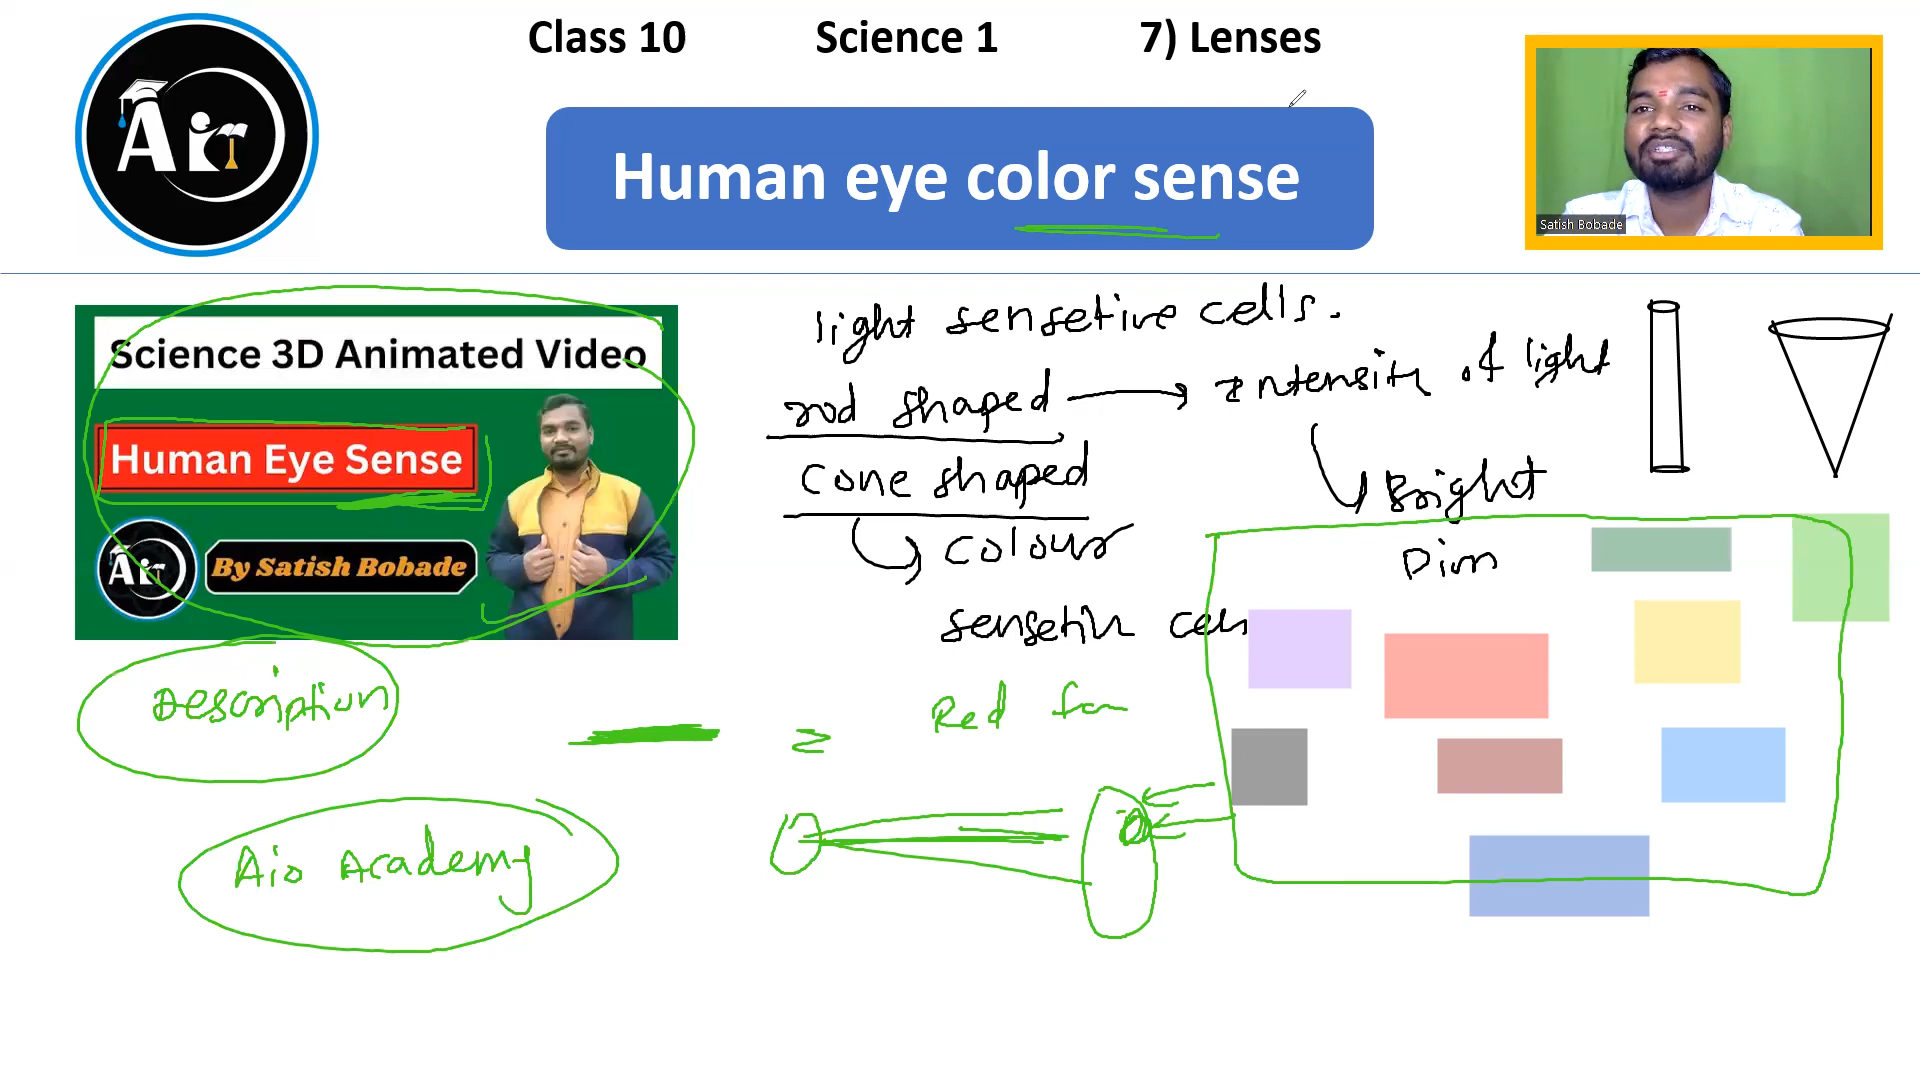 Class 10 Science 1 7) Lenses
Human eye color sense
Satish Bobade
Air
Science 3D Animated Video
Human Eye Sense
Air
By Satish Bobade
light sensetive cells.
rod shaped → Intensity of light
cone shaped
Bright
Dim
colour
cells
Description
Red
Aio Academy